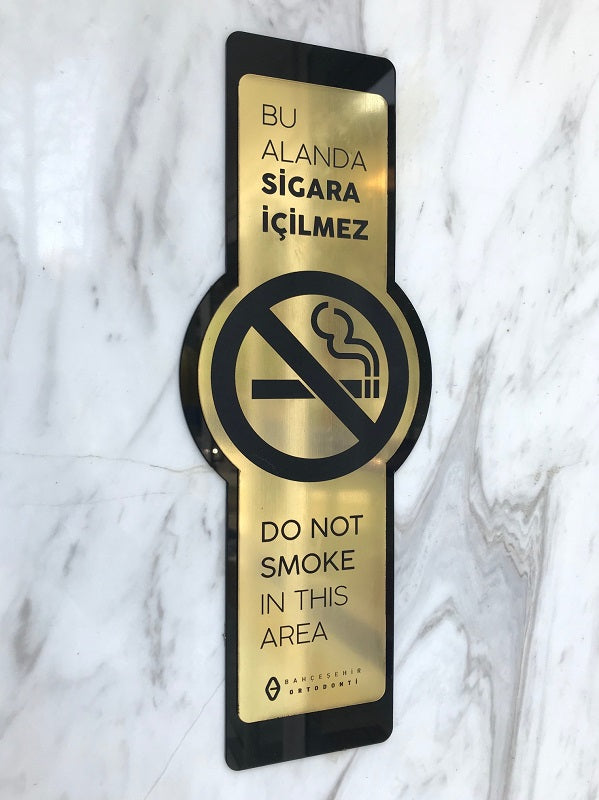 BU
ALANDA
SİGARA
İÇİLMEZ
DO NOT
SMOKE
IN THIS
AREA
BAHÇEŞEHİR
ORTODONTİ